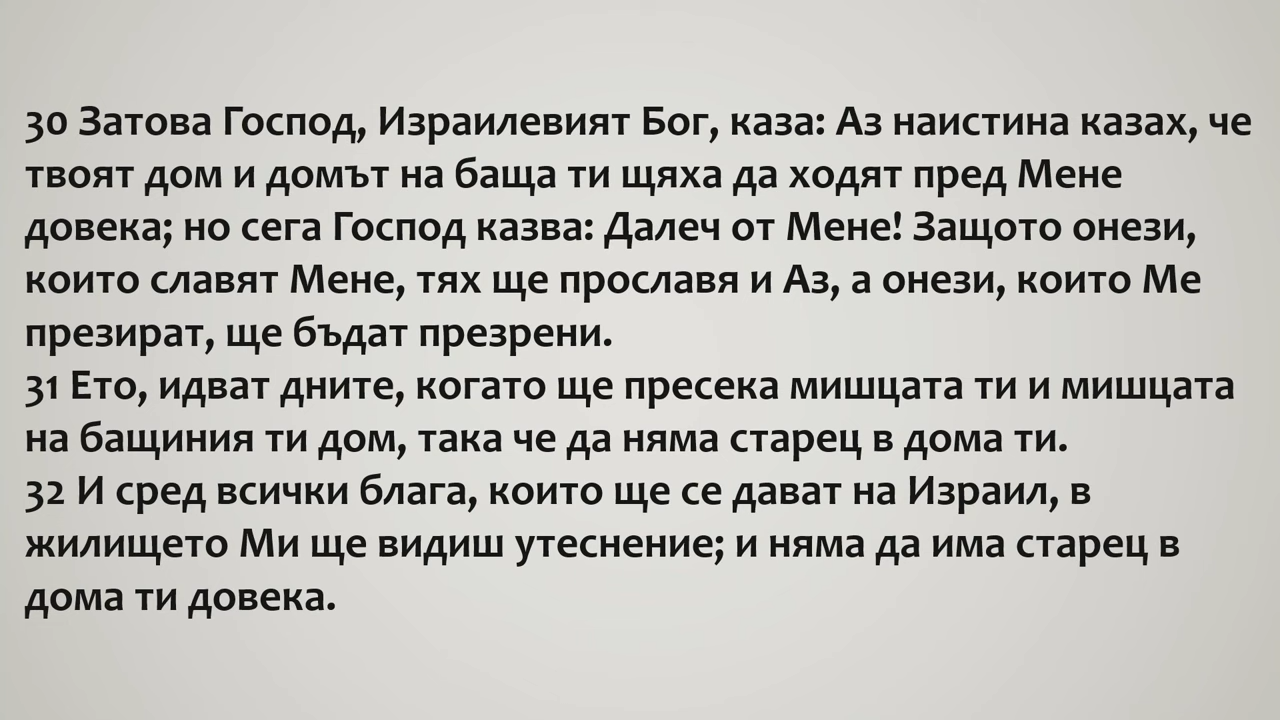 30 Затова Господ, Израилевият Бог, каза: Аз наистина казах, че
твоят дом и домът на баща ти щяха да ходят пред Мене
довека; но сега Господ казва: Далеч от Мене! Защото онези,
които славят Мене, тях ще прославя и Аз, а онези, които Ме
презират, ще бъдат презрени.
31 Ето, идват дните, когато ще пресека мишцата ти и мишцата
на бащиния ти дом, така че да няма старец в дома ти.
32 И сред всички блага, които ще се дават на Израил, в
жилището Ми ще видиш утеснение; и няма да има старец в
дома ти довека.